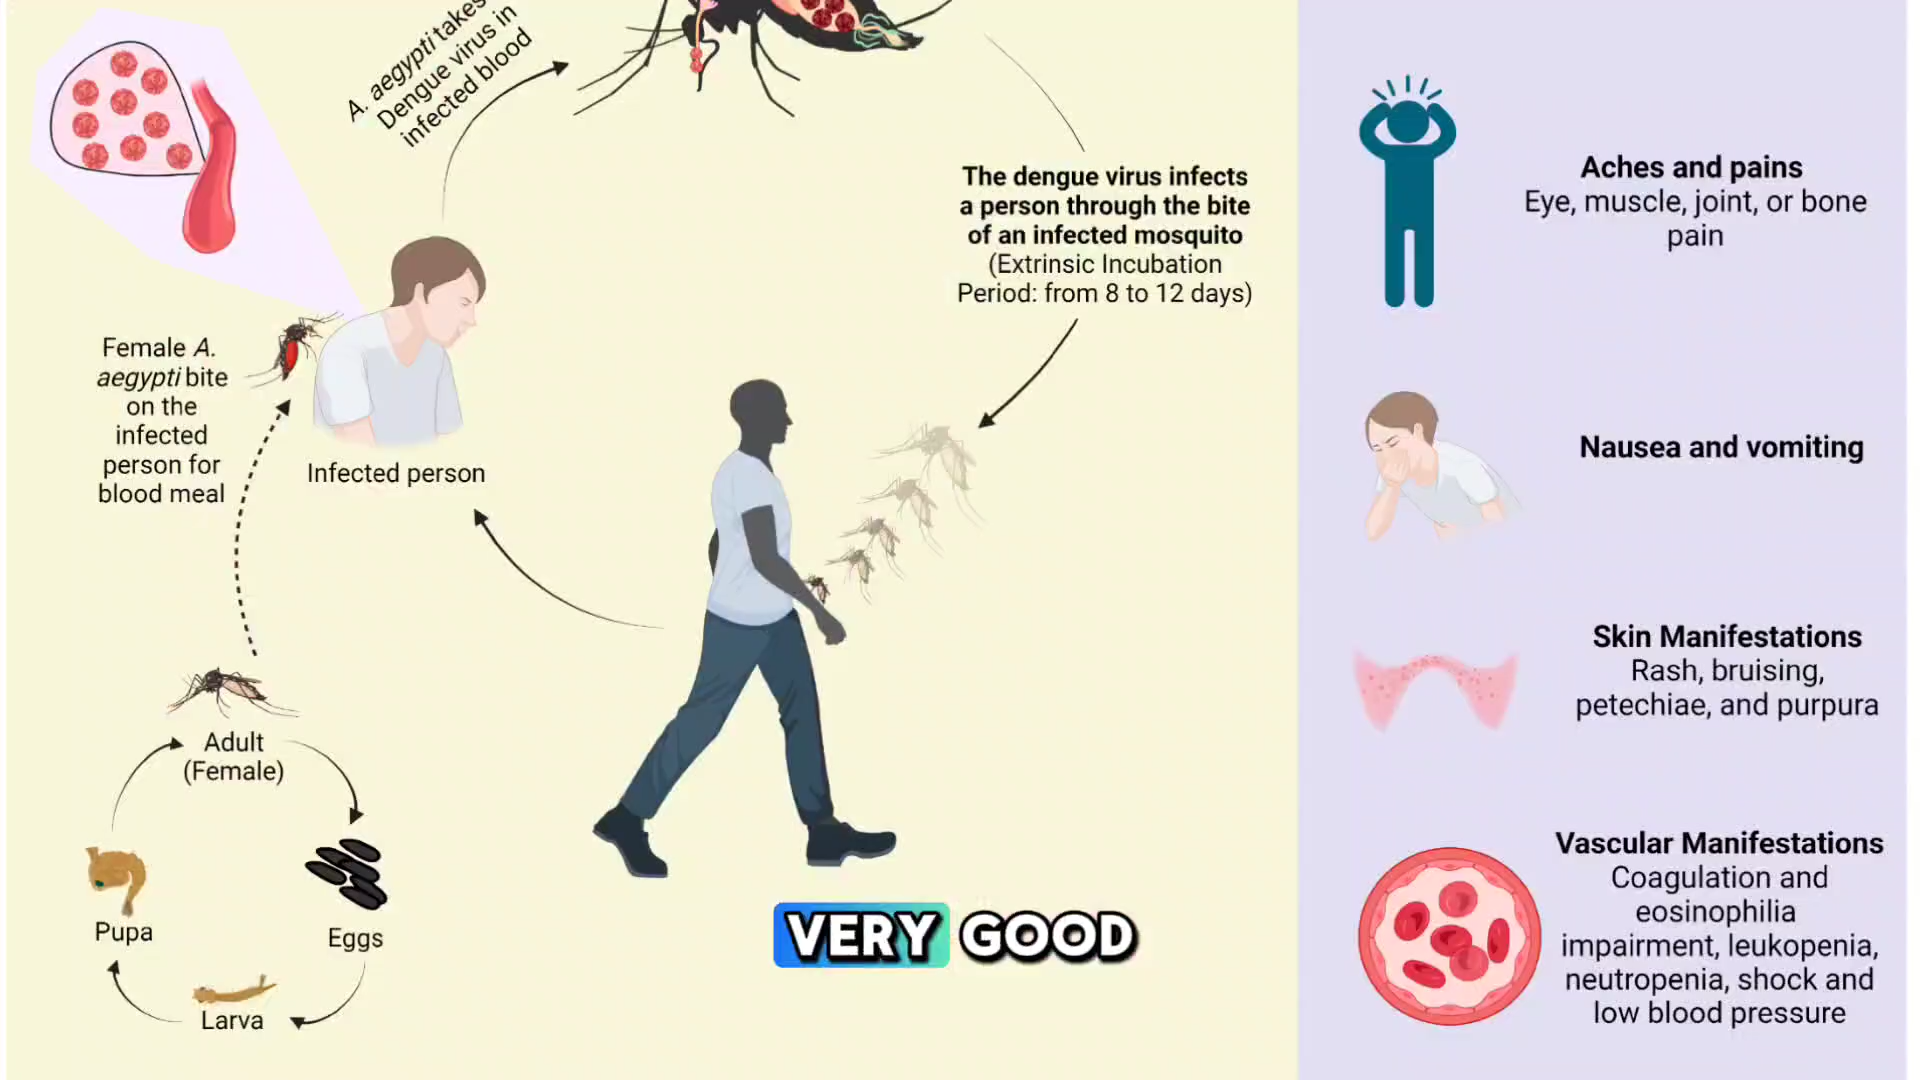 A. aegypti takes
Dengue virus in
infected blood
The dengue virus infects
a person through the bite
of an infected mosquito
(Extrinsic Incubation
Period: from 8 to 12 days)
Female A.
aegypti bite
on the
infected
person for
blood meal
Infected person
Adult
(Female)
Pupa
Eggs
Larva
VERY GOOD
Aches and pains
Eye, muscle, joint, or bone
pain
Nausea and vomiting
Skin Manifestations
Rash, bruising,
petechiae, and purpura
Vascular Manifestations
Coagulation and
eosinophilia
impairment, leukopenia,
neutropenia, shock and
low blood pressure